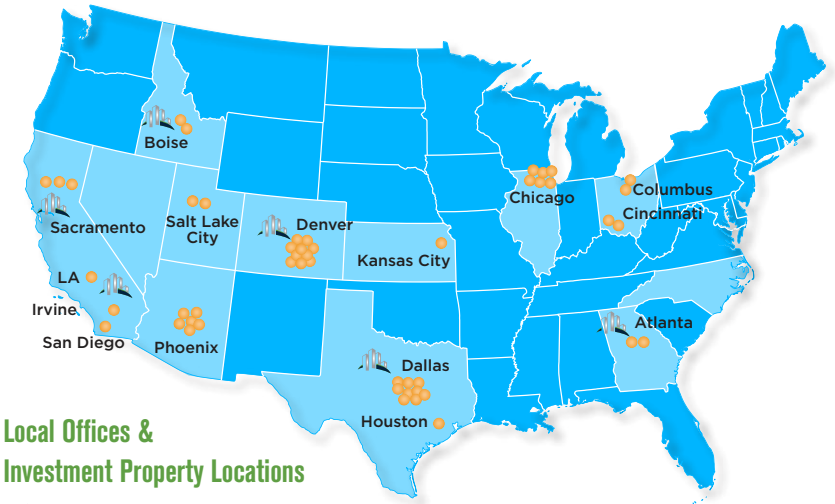 Boise
Chicago
Columbus
Cincinnati
Sacramento
Salt Lake
City
Denver
Kansas City
LA
Irvine
San Diego
Phoenix
Atlanta
Dallas
Houston
Local Offices &
Investment Property Locations